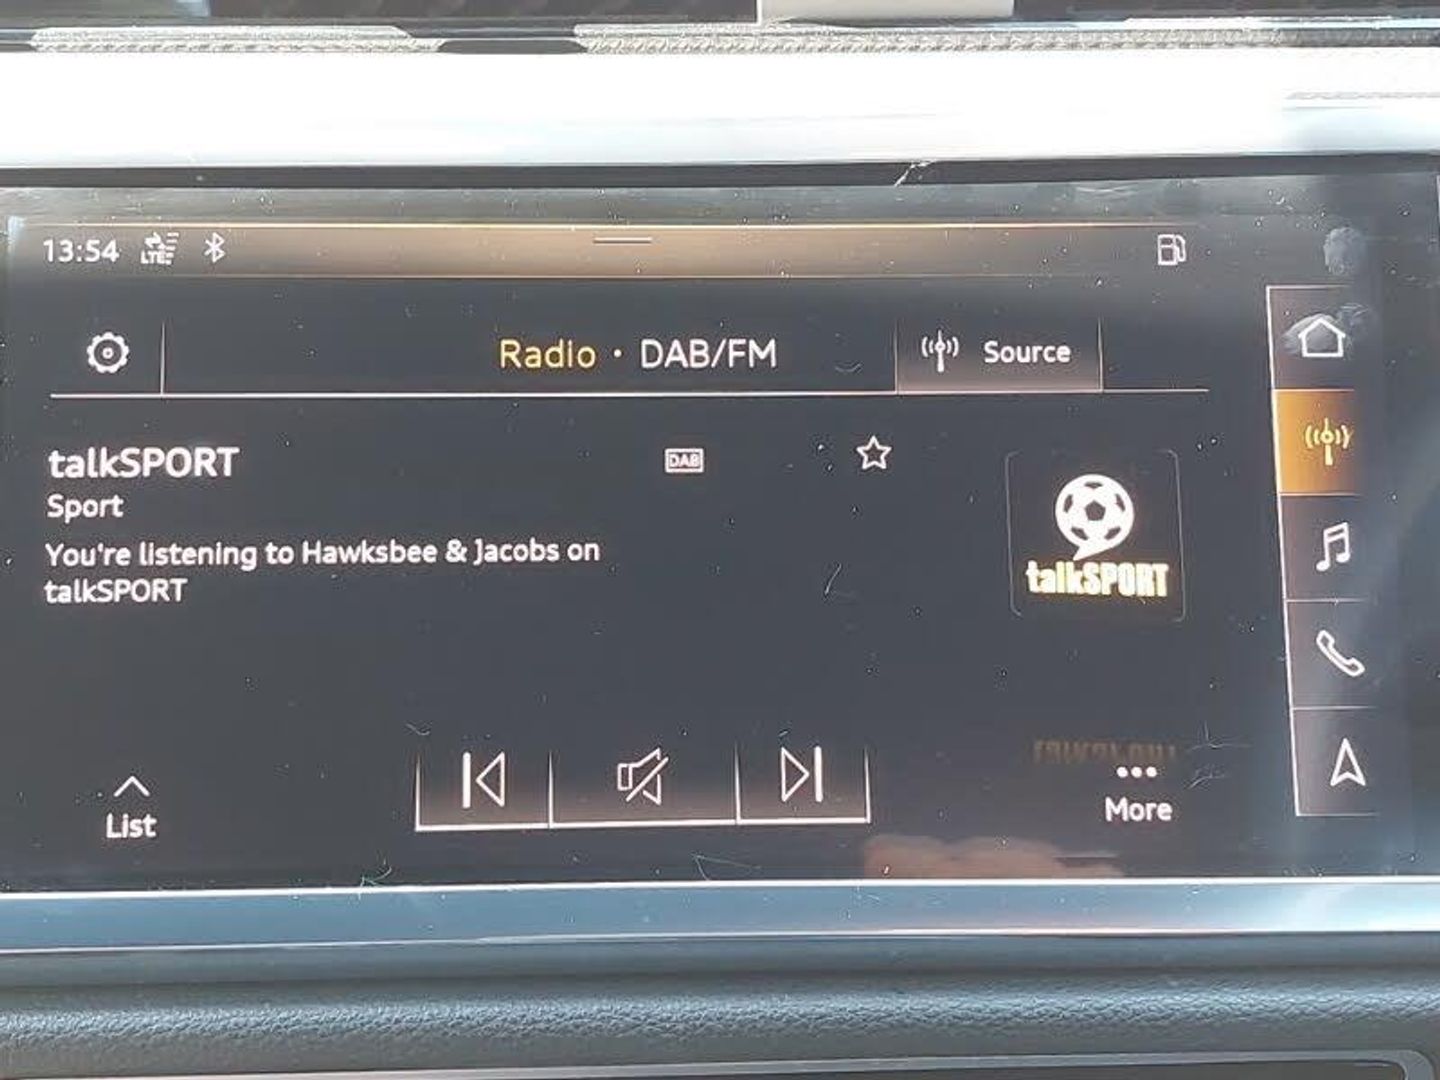 13:54 LTE
Radio · DAB/FM
Source
talkSPORT
DAB
Sport
You're listening to Hawksbee & Jacobs on
talkSPORT
talkSPORT
List
More